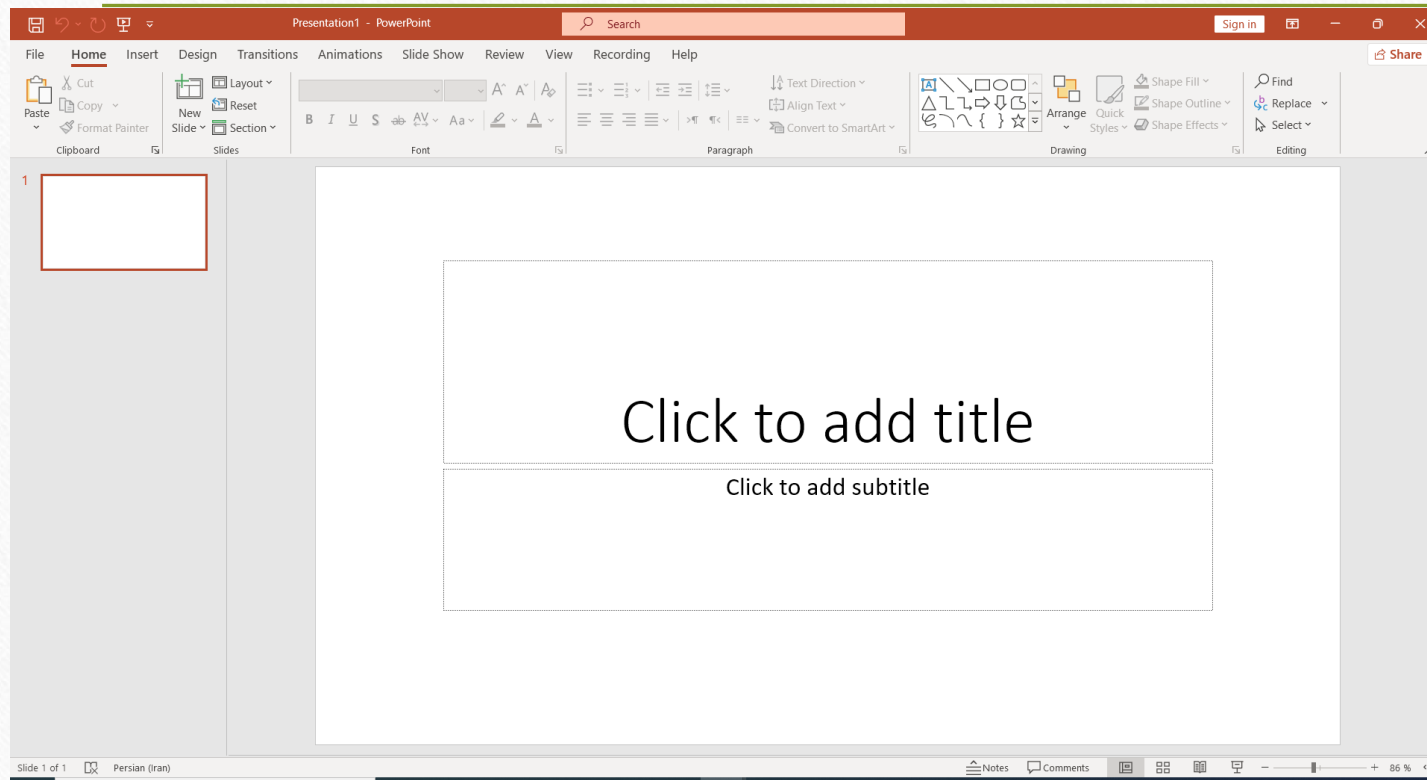 Presentation1 - PowerPoint
Search
Sign in
File Home Insert Design Transitions Animations Slide Show Review View Recording Help
Share
Paste
Cut
Copy
Format Painter
Clipboard
New
Slide
Layout
Reset
Section
Slides
B I U S ab AV Aa A
A A A
Font
Text Direction
Align Text
Convert to SmartArt
Paragraph
Arrange
Quick
Styles
Shape Fill
Shape Outline
Shape Effects
Drawing
Find
Replace
Select
Editing
1
Click to add title
Click to add subtitle
Slide 1 of 1 Persian (Iran)
Notes Comments 86 %